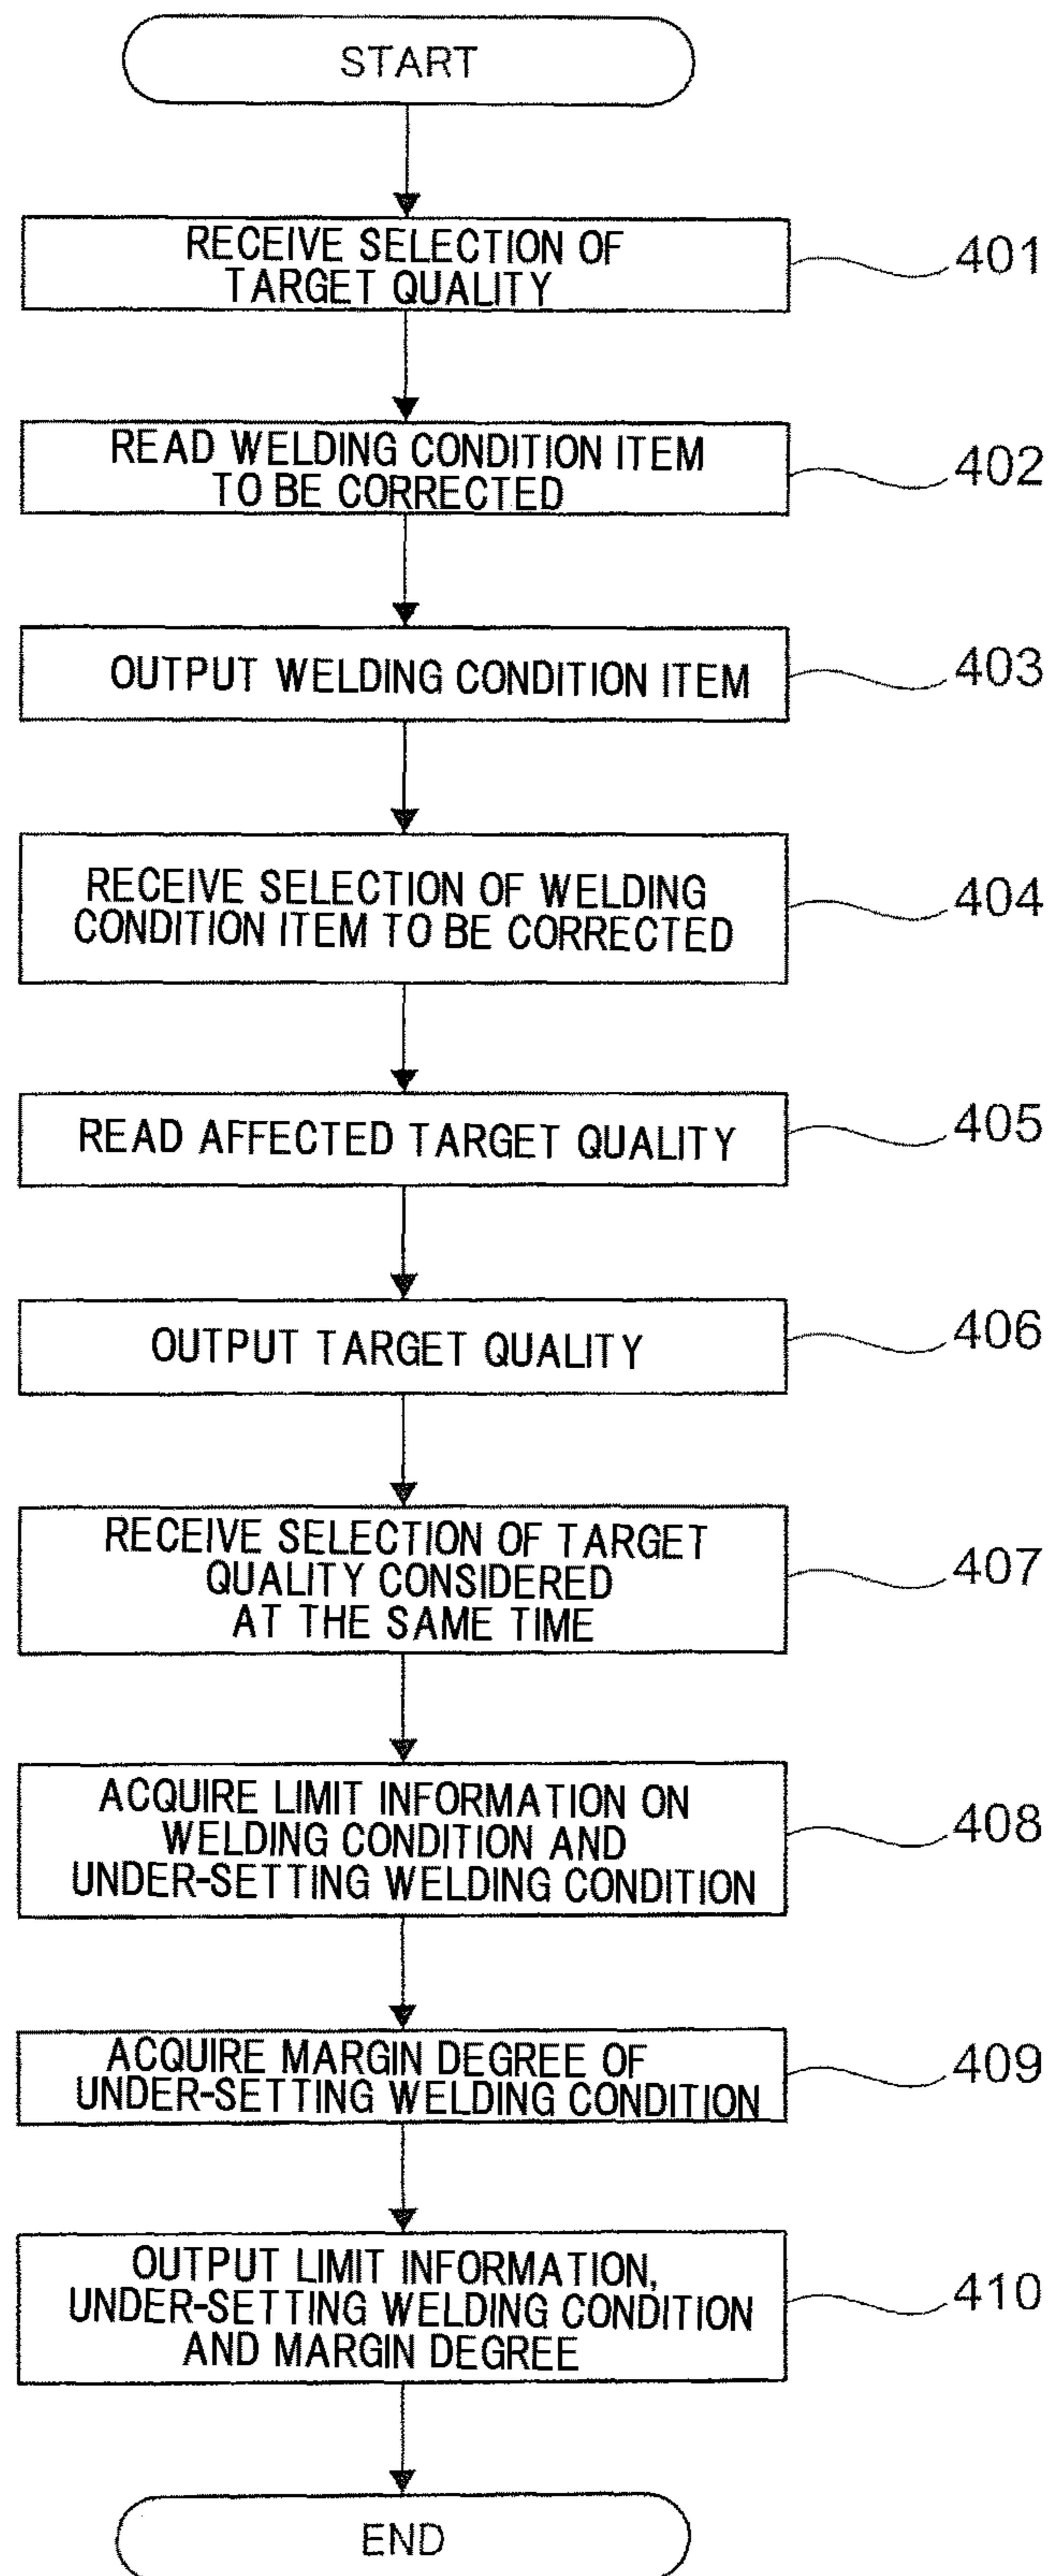 START
RECEIVE SELECTION OF
TARGET QUALITY
401
READ WELDING CONDITION ITEM
TO BE CORRECTED
402
OUTPUT WELDING CONDITION ITEM
403
RECEIVE SELECTION OF WELDING
CONDITION ITEM TO BE CORRECTED
404
READ AFFECTED TARGET QUALITY
405
OUTPUT TARGET QUALITY
406
RECEIVE SELECTION OF TARGET
QUALITY CONSIDERED
AT THE SAME TIME
407
ACQUIRE LIMIT INFORMATION ON
WELDING CONDITION AND
UNDER-SETTING WELDING CONDITION
408
ACQUIRE MARGIN DEGREE OF
UNDER-SETTING WELDING CONDITION
409
OUTPUT LIMIT INFORMATION,
UNDER-SETTING WELDING CONDITION
AND MARGIN DEGREE
410
END